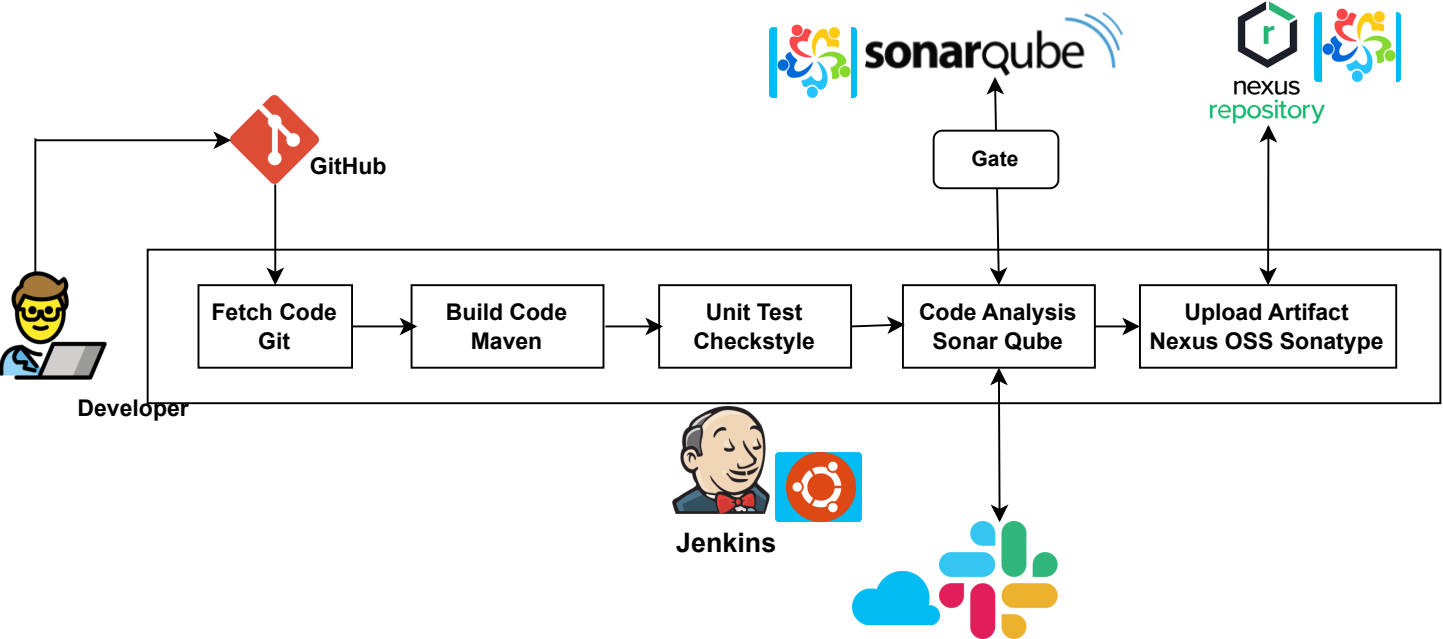 sonarqube
r
nexus
repository
GitHub
Gate
Fetch Code
Git
Build Code
Maven
Unit Test
Checkstyle
Code Analysis
Sonar Qube
Upload Artifact
Nexus OSS Sonatype
Developer
Jenkins